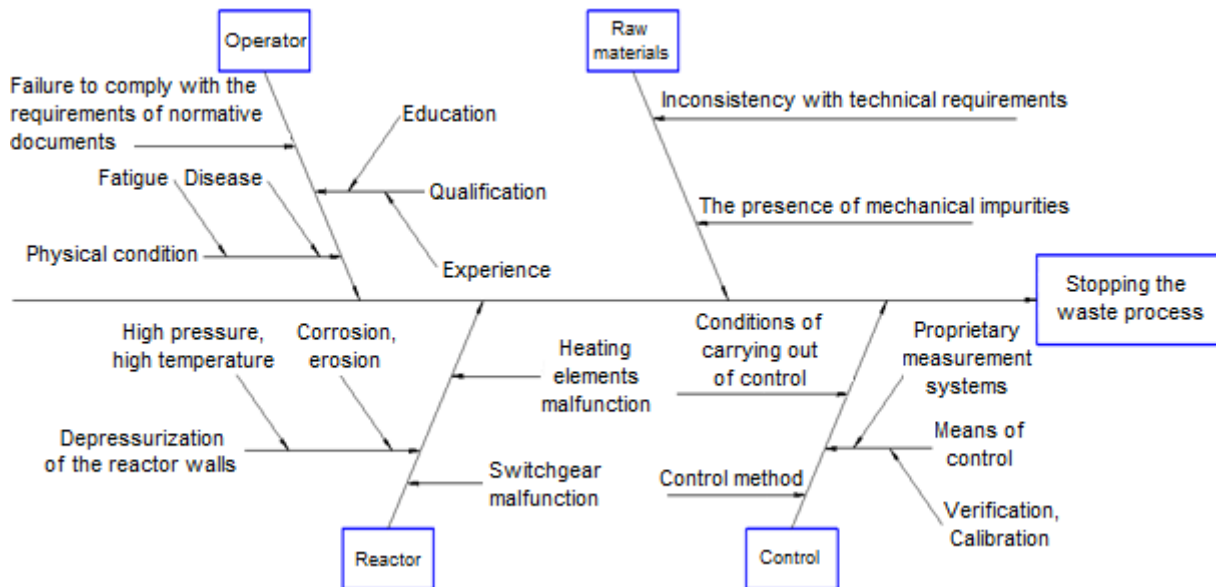 Operator
Raw
materials
Failure to comply with the
requirements of normative
documents
Education
Inconsistency with technical requirements
Fatigue
Disease
Qualification
The presence of mechanical impurities
Physical condition
Experience
Stopping the
waste process
High pressure,
high temperature
Corrosion,
erosion
Heating
elements
malfunction
Conditions of
carrying out
of control
Proprietary
measurement
systems
Depressurization
of the reactor walls
Means of
control
Switchgear
malfunction
Control method
Verification,
Calibration
Reactor
Control